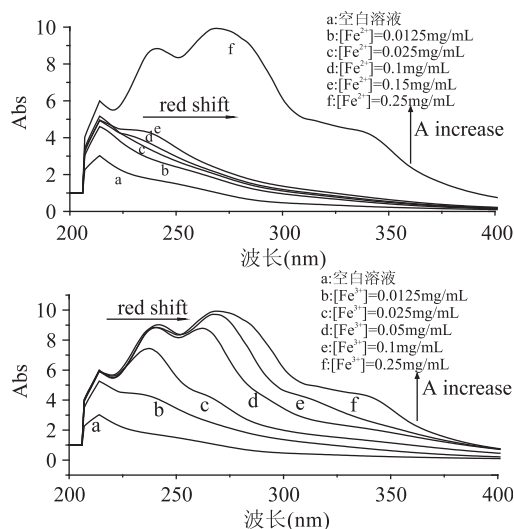 a:空白溶液
b:[Fe²⁺]=0.0125mg/mL
c:[Fe²⁺]=0.025mg/mL
d:[Fe²⁺]=0.1mg/mL
e:[Fe²⁺]=0.15mg/mL
f:[Fe²⁺]=0.25mg/mL
10
8
6
4
2
0
Abs
f
red shift
A increase
e
d
c
b
a
200
250
300
350
400
波长(nm)
a:空白溶液
b:[Fe³⁺]=0.0125mg/mL
c:[Fe³⁺]=0.025mg/mL
d:[Fe³⁺]=0.05mg/mL
e:[Fe³⁺]=0.1mg/mL
f:[Fe³⁺]=0.25mg/mL
10
8
6
4
2
0
Abs
red shift
A increase
a
b
c
d
e
f
200
250
300
350
400
波长(nm)